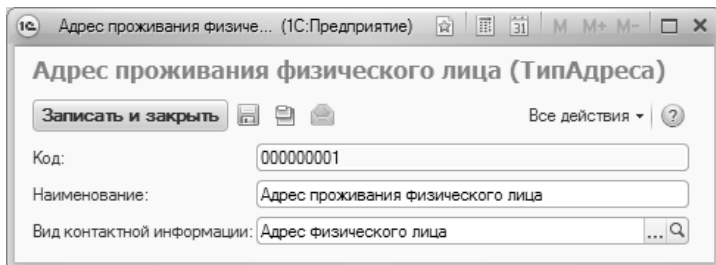 1С Адрес проживания физиче... (1С:Предприятие) 31 M M+ M-
Адрес проживания физического лица (ТипАдреса)
Записать и закрыть Все действия ?
Код: 000000001
Наименование: Адрес проживания физического лица
Вид контактной информации: Адрес физического лица ...